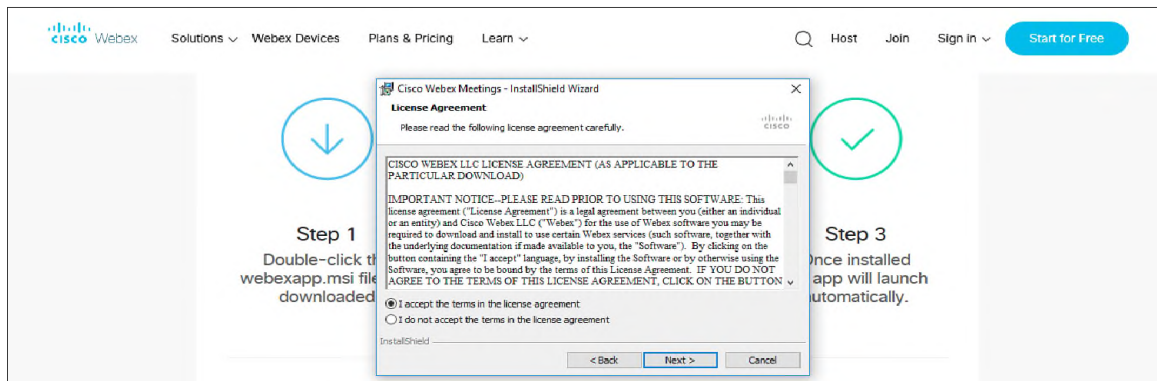 cisco Webex Solutions Webex Devices Plans & Pricing Learn Host Join Sign in Start for Free
Cisco Webex Meetings - InstallShield Wizard
License Agreement
Please read the following license agreement carefully.
cisco
CISCO WEBEX LLC LICENSE AGREEMENT (AS APPLICABLE TO THE
PARTICULAR DOWNLOAD)
IMPORTANT NOTICE--PLEASE READ PRIOR TO USING THIS SOFTWARE: This
license agreement ("License Agreement") is a legal agreement between you (either an individual
or an entity) and Cisco Webex LLC ("Webex") for the use of Webex software you may be
required to download and install to use certain Webex services (such software, together with
the underlying documentation if made available to you, the "Software"). By clicking on the
button containing the "I accept" language, by installing the Software or by otherwise using the
Software, you agree to be bound by the terms of this License Agreement. IF YOU DO NOT
AGREE TO THE TERMS OF THIS LICENSE AGREEMENT, CLICK ON THE BUTTON
I accept the terms in the license agreement
I do not accept the terms in the license agreement
InstallShield
< Back Next > Cancel
Step 1
Double-click
webexapp.msi
downloaded
Step 3
installed
app will launch